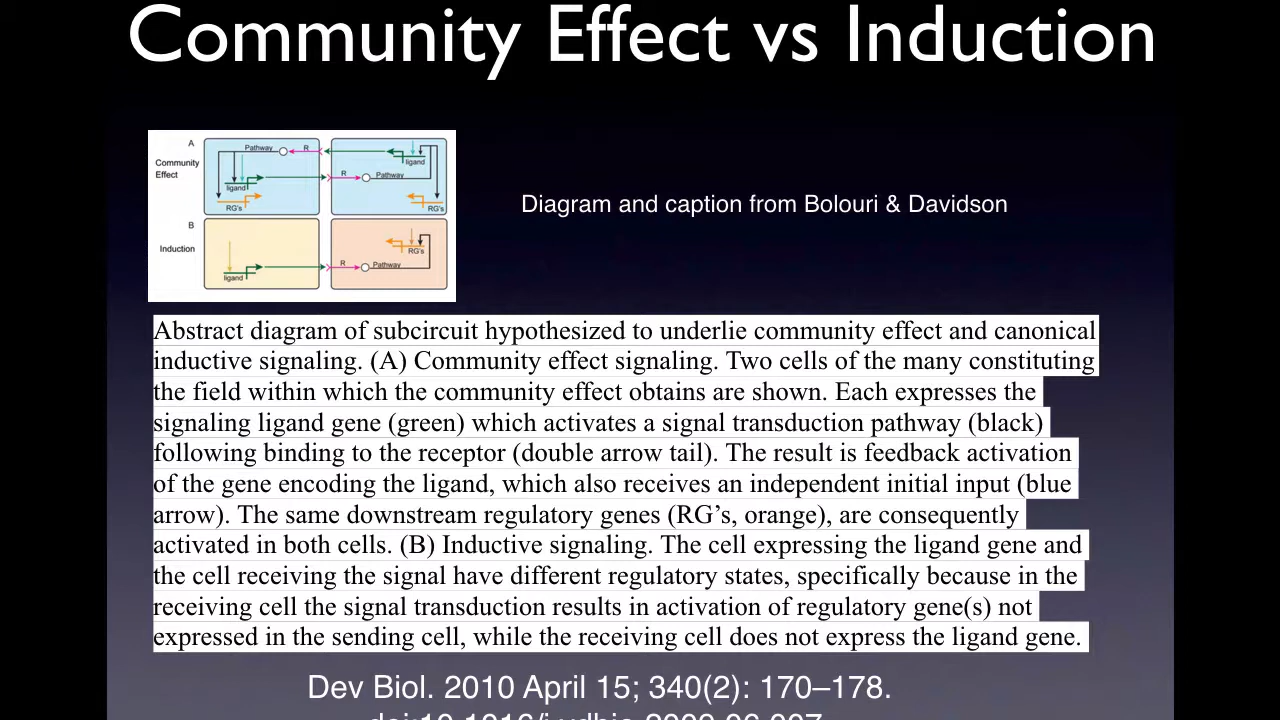 Community Effect vs Induction
A
Community
Effect
Pathway
R
ligand
RG's
ligand
R
Pathway
RG's
B
Induction
ligand
R
Pathway
RG's
Diagram and caption from Bolouri & Davidson
Abstract diagram of subcircuit hypothesized to underlie community effect and canonical
inductive signaling. (A) Community effect signaling. Two cells of the many constituting
the field within which the community effect obtains are shown. Each expresses the
signaling ligand gene (green) which activates a signal transduction pathway (black)
following binding to the receptor (double arrow tail). The result is feedback activation
of the gene encoding the ligand, which also receives an independent initial input (blue
arrow). The same downstream regulatory genes (RG’s, orange), are consequently
activated in both cells. (B) Inductive signaling. The cell expressing the ligand gene and
the cell receiving the signal have different regulatory states, specifically because in the
receiving cell the signal transduction results in activation of regulatory gene(s) not
expressed in the sending cell, while the receiving cell does not express the ligand gene.
Dev Biol. 2010 April 15; 340(2): 170–178.